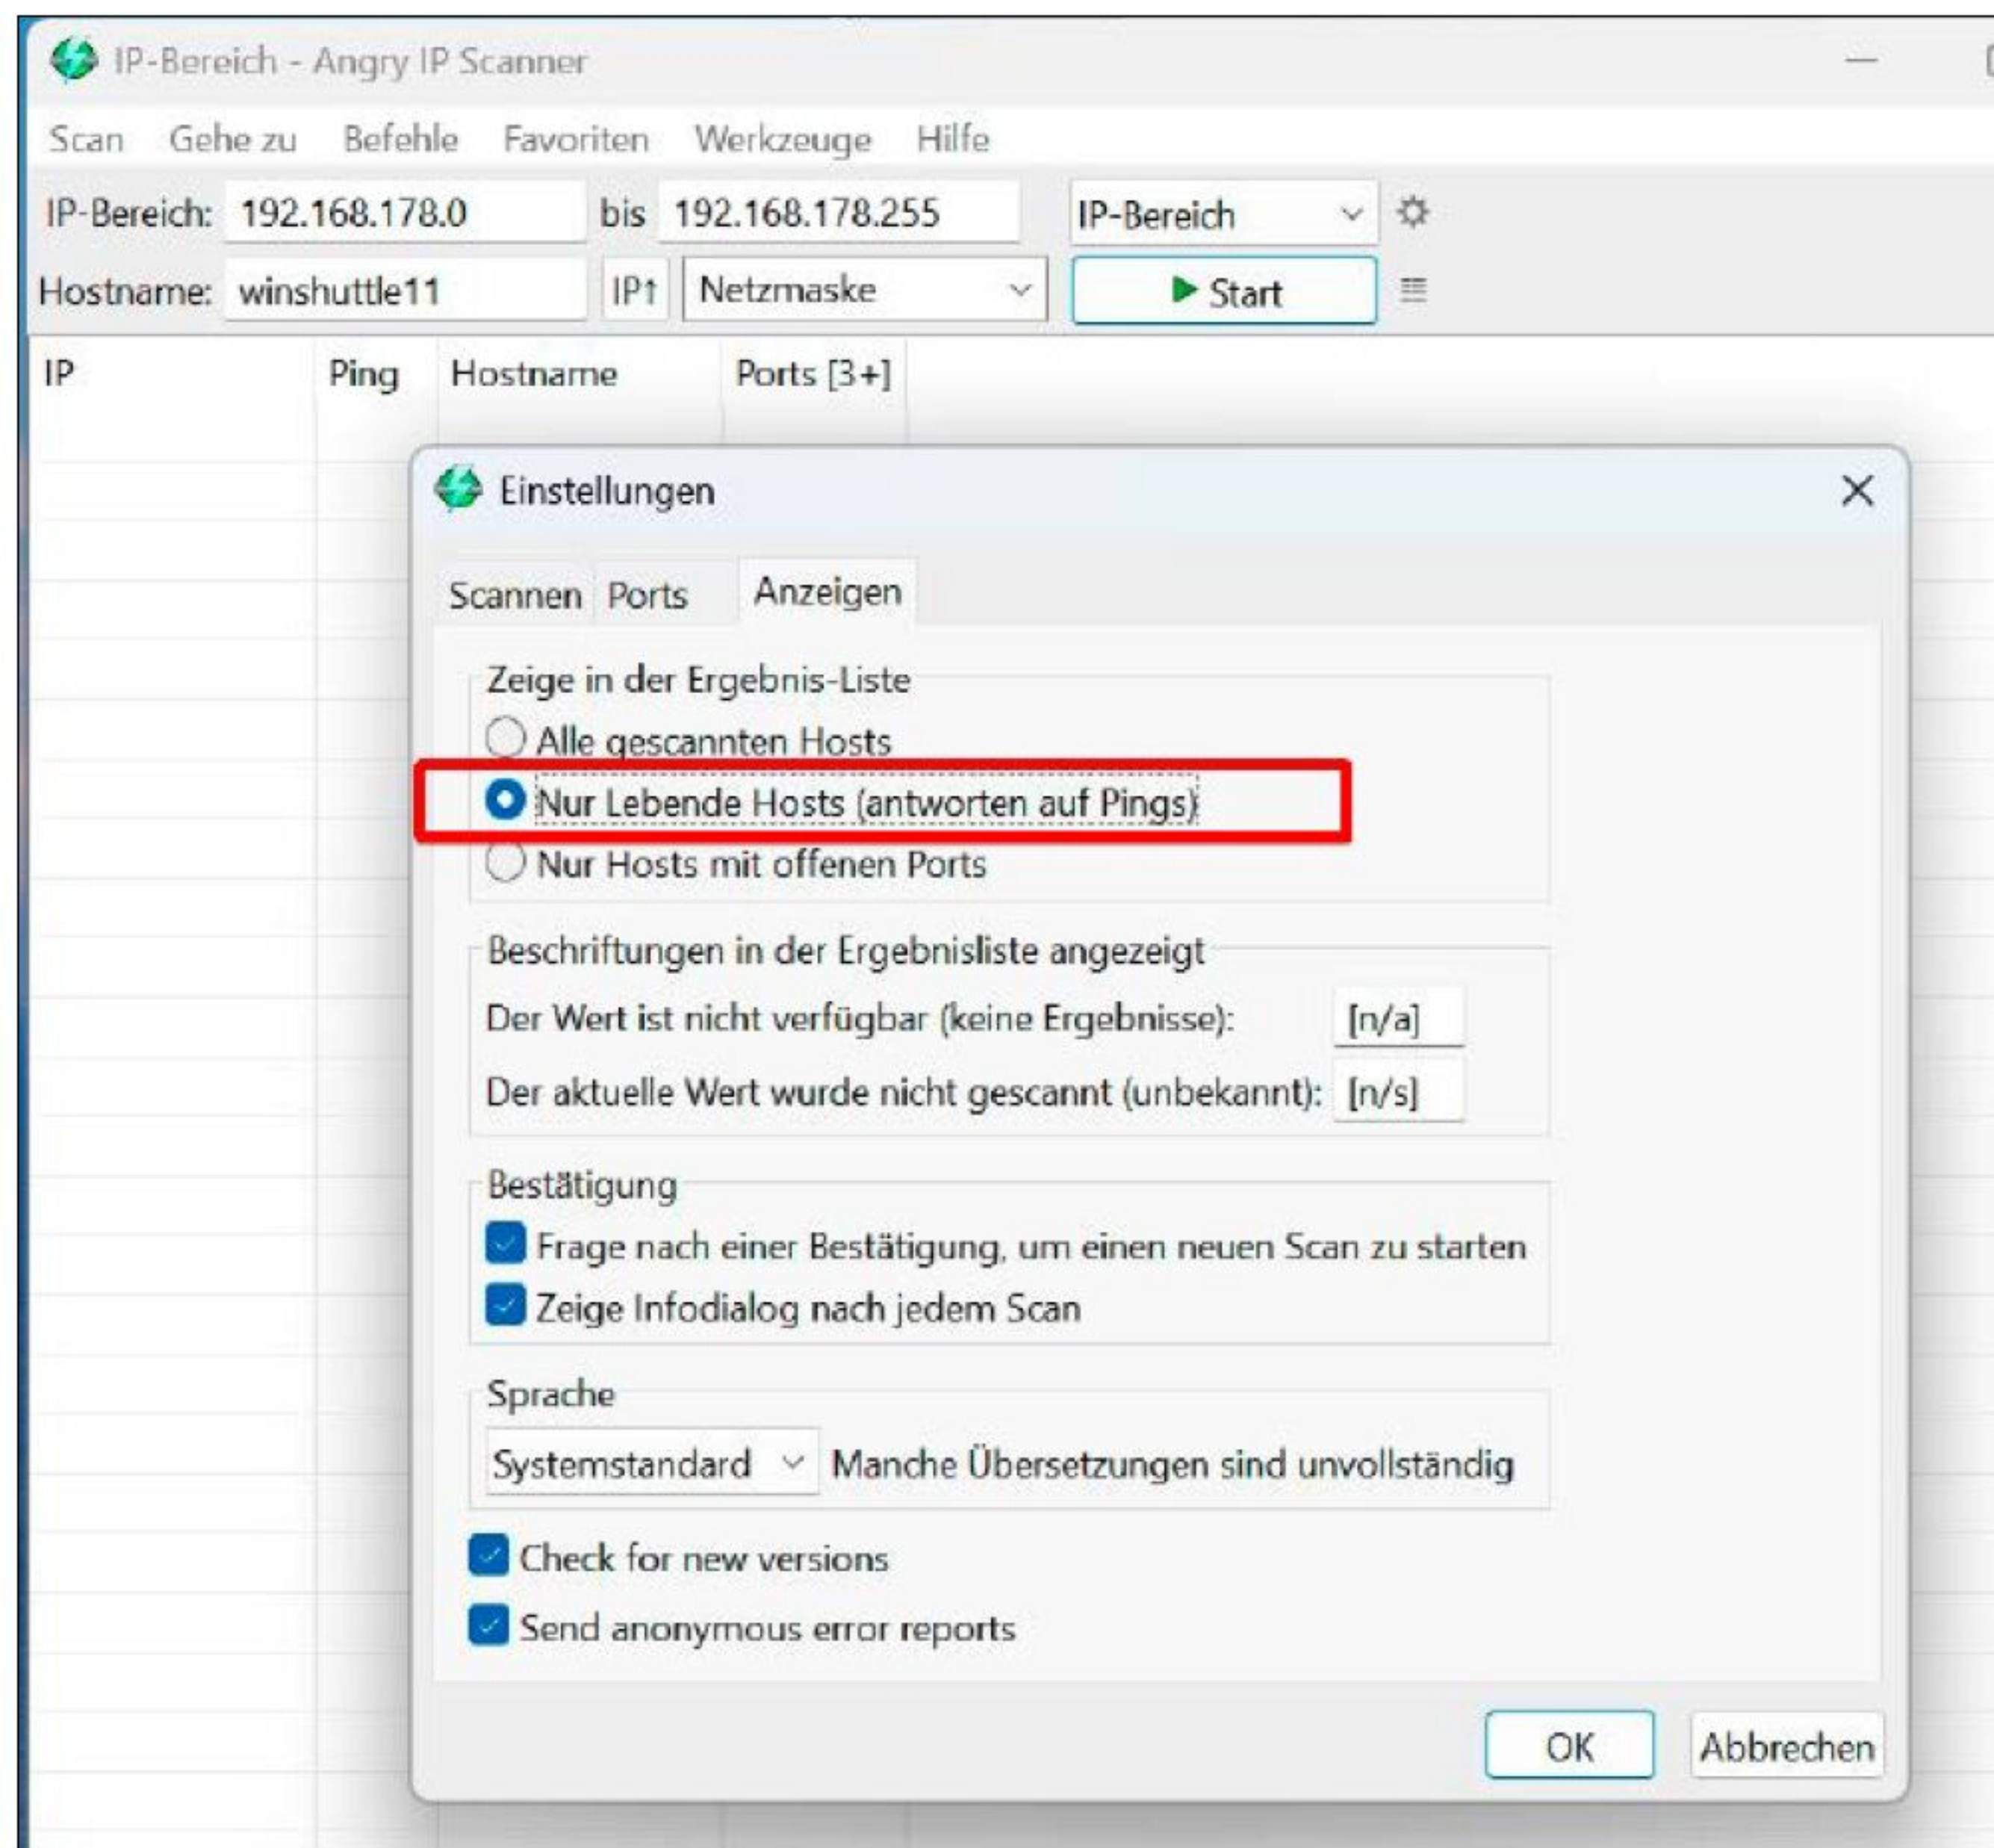 IP-Bereich - Angry IP Scanner
Scan Gehe zu Befehle Favoriten Werkzeuge Hilfe
IP-Bereich: 192.168.178.0 bis 192.168.178.255 IP-Bereich
Hostname: winshuttle11 IP↑ Netzmaske Start
IP Ping Hostname Ports [3+]
Einstellungen
Scannen Ports Anzeigen
Zeige in der Ergebnis-Liste
Alle gescannten Hosts
Nur Lebende Hosts (antworten auf Pings)
Nur Hosts mit offenen Ports
Beschriftungen in der Ergebnisliste angezeigt
Der Wert ist nicht verfügbar (keine Ergebnisse): [n/a]
Der aktuelle Wert wurde nicht gescannt (unbekannt): [n/s]
Bestätigung
Frage nach einer Bestätigung, um einen neuen Scan zu starten
Zeige Infodialog nach jedem Scan
Sprache
Systemstandard Manche Übersetzungen sind unvollständig
Check for new versions
Send anonymous error reports
OK Abbrechen